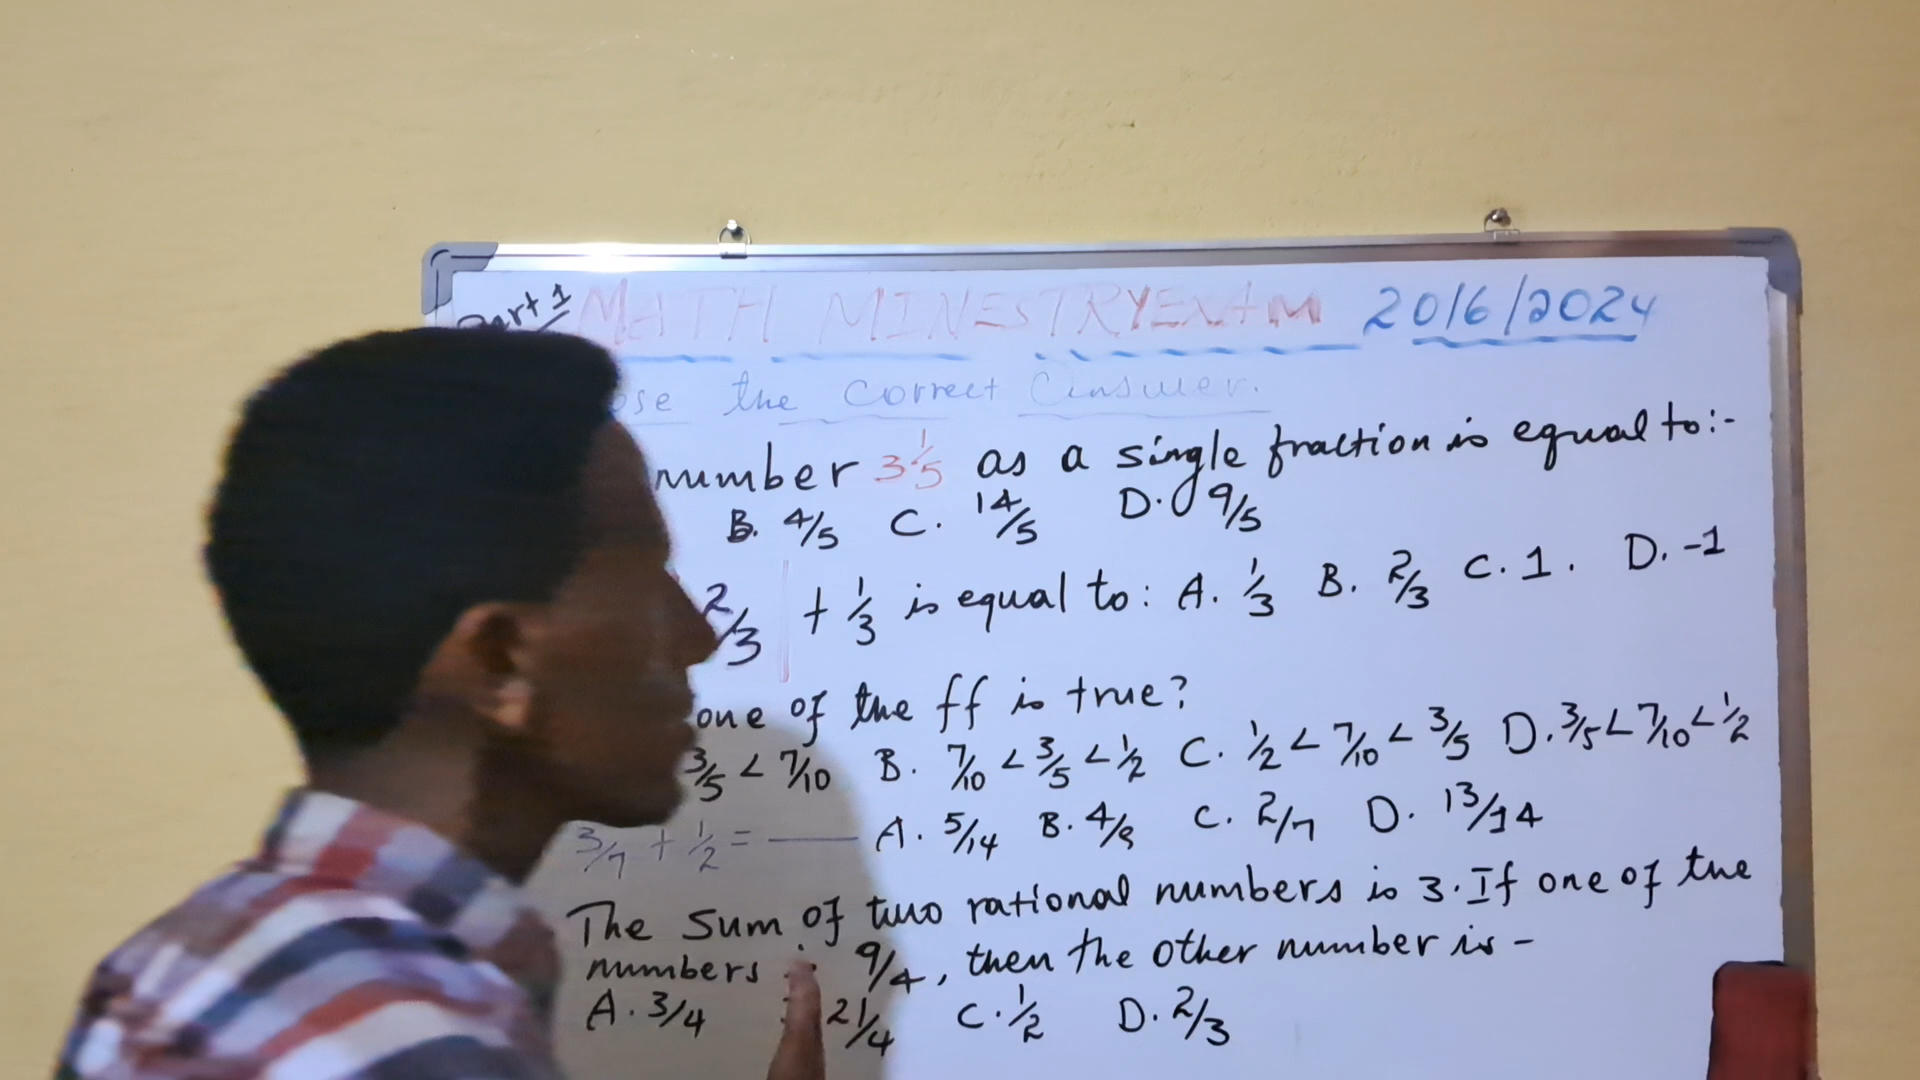 Part 1 MATH MINESTRY EXAM 2016/2024
ose the correct answer.
number 3 1/5 as a single fraction is equal to:-
B. 4/5 C. 14/5 D. 9/5
2/3 | + 1/3 is equal to: A. 1/3 B. 2/3 C. 1. D. -1
one of the ff is true?
3/5 < 7/10 B. 7/10 < 3/5 < 1/2 C. 1/2 < 7/10 < 3/5 D. 3/5 < 7/10 < 1/2
3/7 + 1/2 = ___ A. 5/14 B. 4/9 C. 2/7 D. 13/14
The sum of two rational numbers is 3. If one of the
numbers 9/4, then the other number is -
A. 3/4 21/4 C. 1/2 D. 2/3